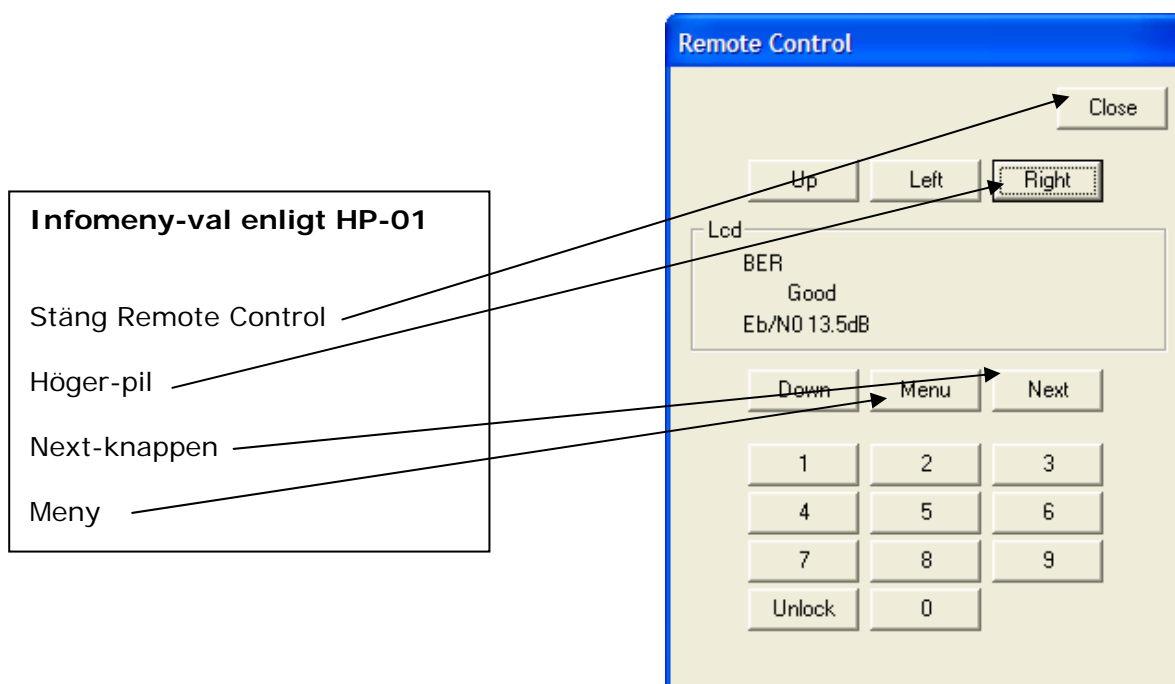 Infomeny-val enligt HP-01
Stäng Remote Control
Höger-pil
Next-knappen
Meny
Remote Control
Close
Up Left Right
Lcd
BER
Good
Eb/N0 13.5dB
Down Menu Next
1 2 3
4 5 6
7 8 9
Unlock 0